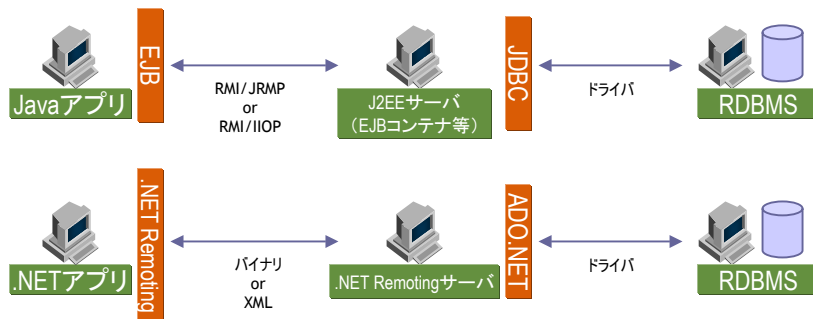 EJB
JDBC
Javaアプリ
RMI/JRMP
or
RMI/IIOP
J2EEサーバ
（EJBコンテナ等）
ドライバ
RDBMS
.NET Remoting
ADO.NET
.NETアプリ
バイナリ
or
XML
.NET Remotingサーバ
ドライバ
RDBMS